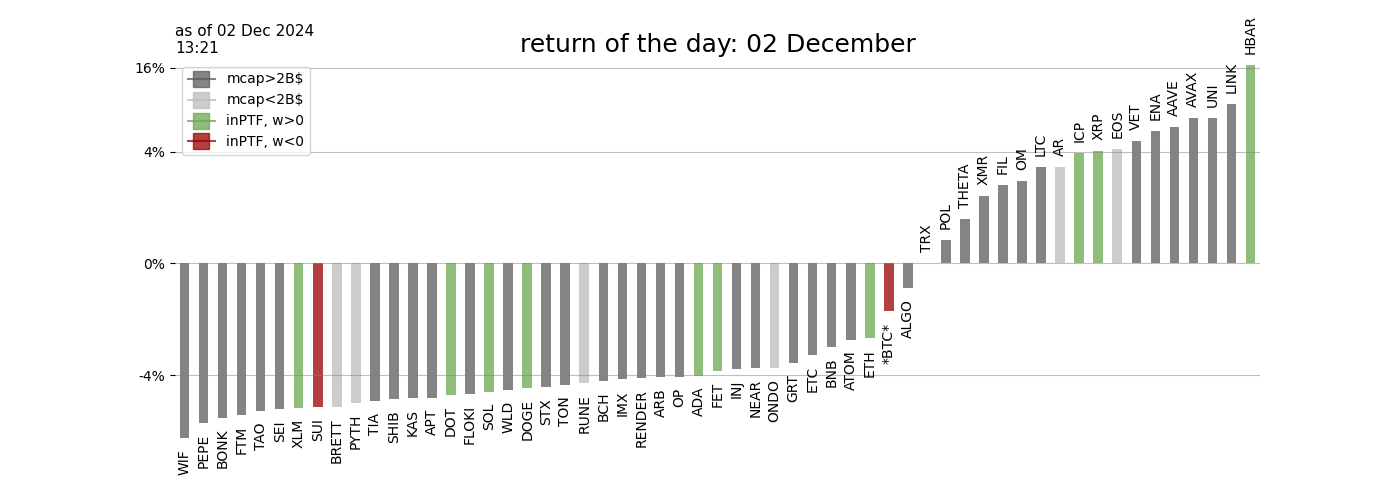 as of 02 Dec 2024
13:21
return of the day: 02 December
16%
4%
0%
-4%
mcap>2B$
mcap<2B$
inPTF, w>0
inPTF, w<0
WIF
PEPE
BONK
FTM
TAO
SEI
XLM
SUI
BRETT
PYTH
TIA
SHIB
KAS
APT
DOT
FLOKI
SOL
WLD
DOGE
STX
TON
RUNE
BCH
IMX
RENDER
ARB
OP
ADA
FET
INJ
NEAR
ONDO
GRT
ETC
BNB
ATOM
ETH
*BTC*
ALGO
TRX
POL
THETA
XMR
FIL
OM
LTC
AR
ICP
XRP
EOS
VET
ENA
AAVE
AVAX
UNI
LINK
HBAR